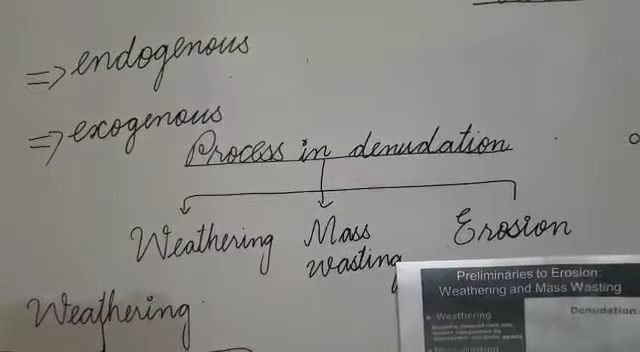 => endogenous
=> exogenous
Process in denudation
Weathering Mass wasting Erosion
Weathering
Preliminaries to Erosion:
Weathering and Mass Wasting
Weathering
Denudation: